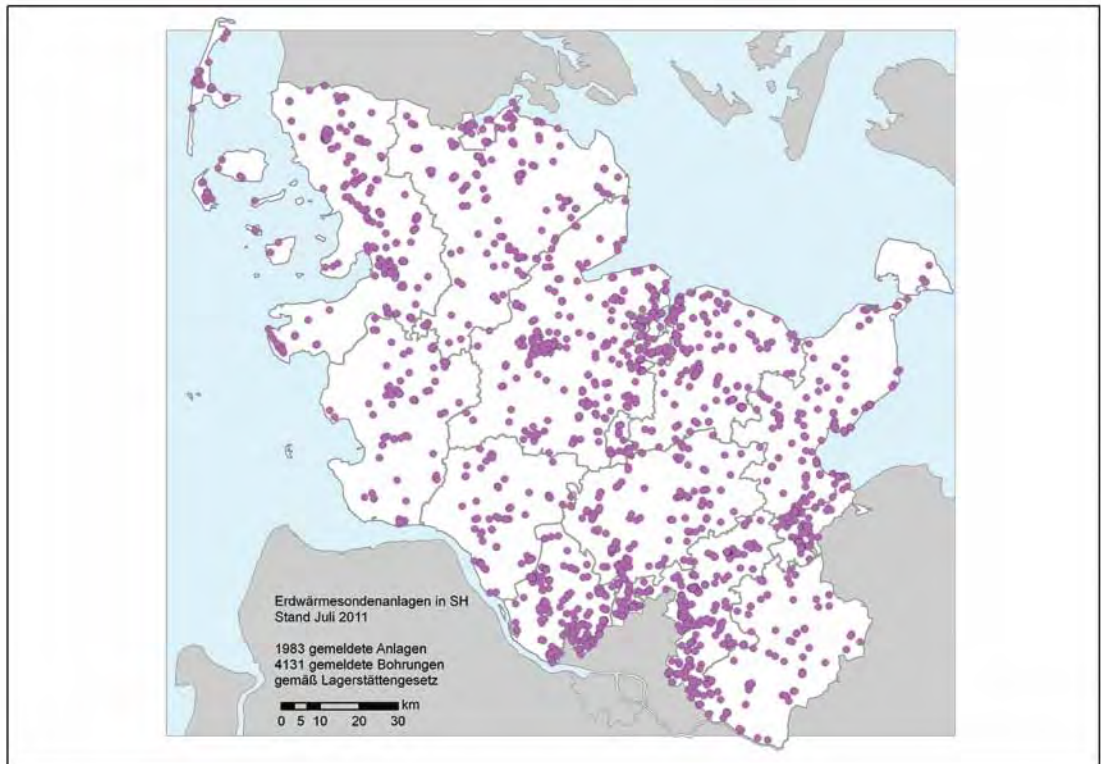 Erdwärmesondenanlagen in SH
Stand Juli 2011
1983 gemeldete Anlagen
4131 gemeldete Bohrungen
gemäß Lagerstättengesetz
km
0 5 10 20 30